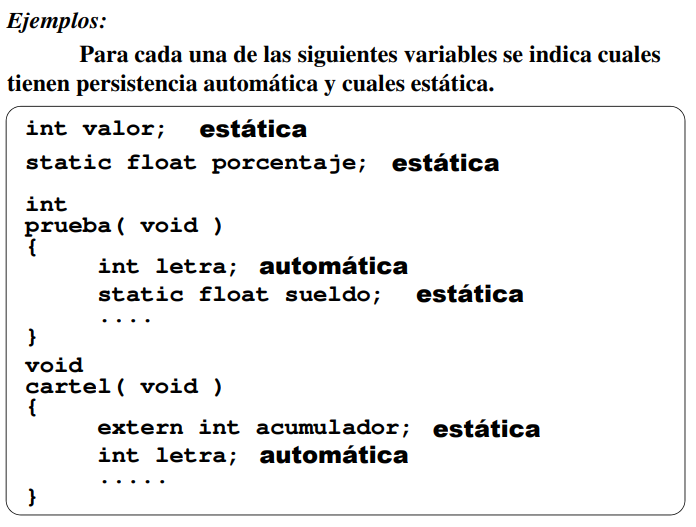 Ejemplos:
Para cada una de las siguientes variables se indica cuales
tienen persistencia automática y cuales estática.
int valor; estática
static float porcentaje; estática
int
prueba( void )
{
int letra; automática
static float sueldo; estática
....
}
void
cartel( void )
{
extern int acumulador; estática
int letra; automática
.....
}